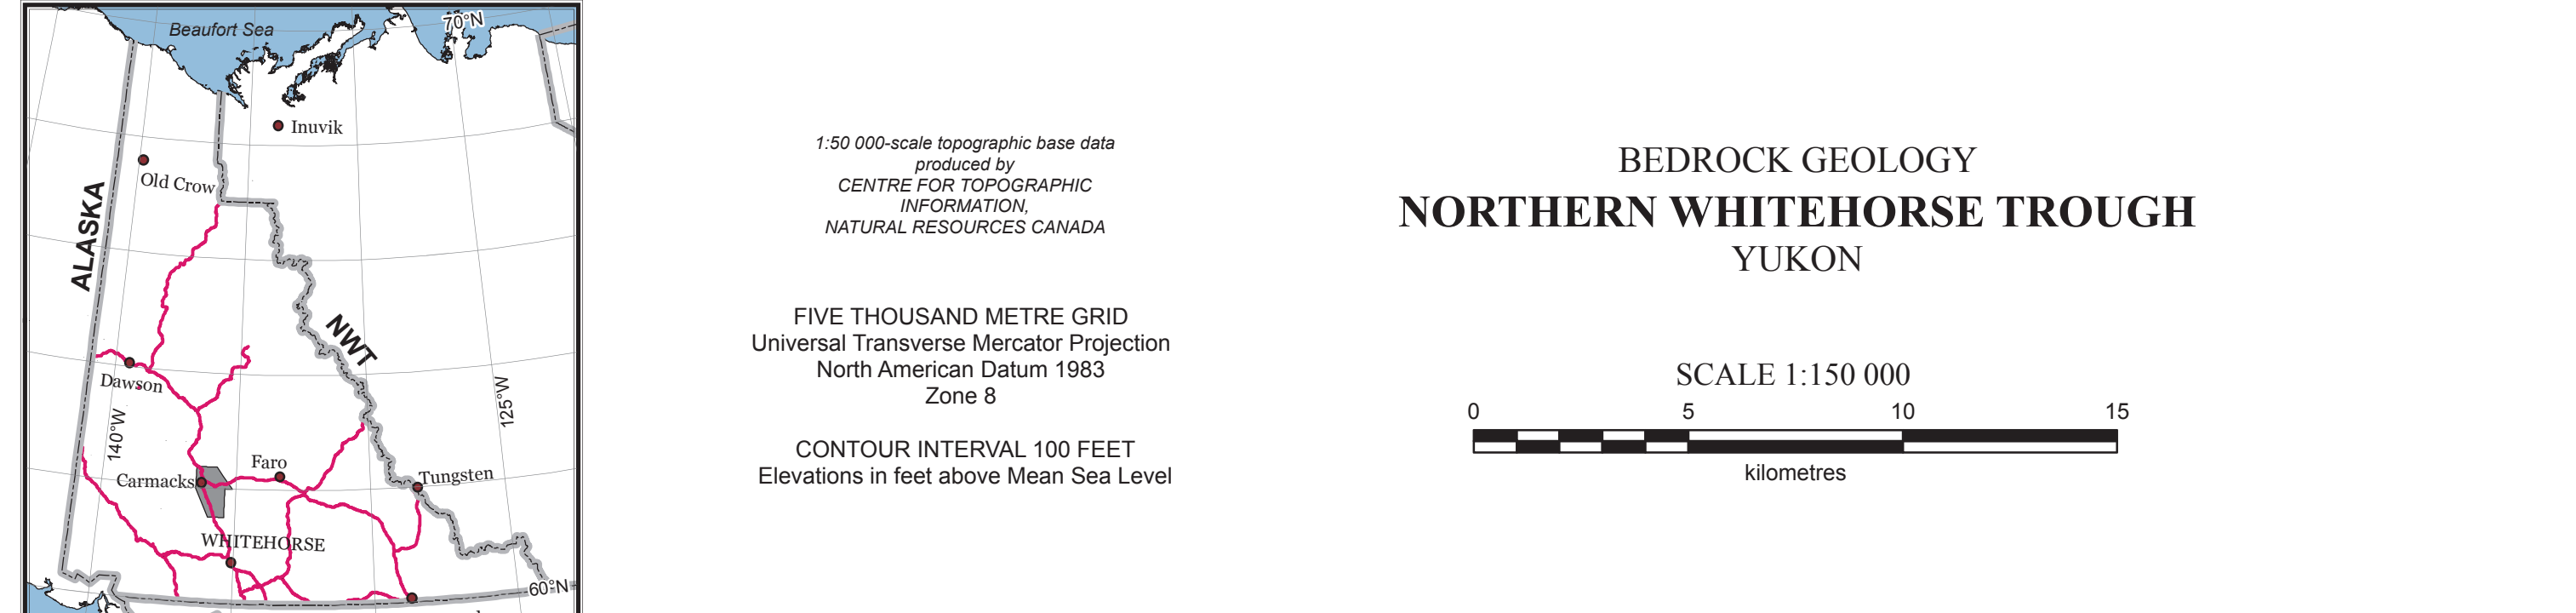 Beaufort Sea
70°N
Inuvik
Old Crow
ALASKA
NWT
Dawson
140°W
125°W
Carmacks
Faro
Tungsten
WHITEHORSE
60°N
1:50 000-scale topographic base data
produced by
CENTRE FOR TOPOGRAPHIC
INFORMATION,
NATURAL RESOURCES CANADA
FIVE THOUSAND METRE GRID
Universal Transverse Mercator Projection
North American Datum 1983
Zone 8
CONTOUR INTERVAL 100 FEET
Elevations in feet above Mean Sea Level
BEDROCK GEOLOGY
NORTHERN WHITEHORSE TROUGH
YUKON
SCALE 1:150 000
0 5 10 15
kilometres